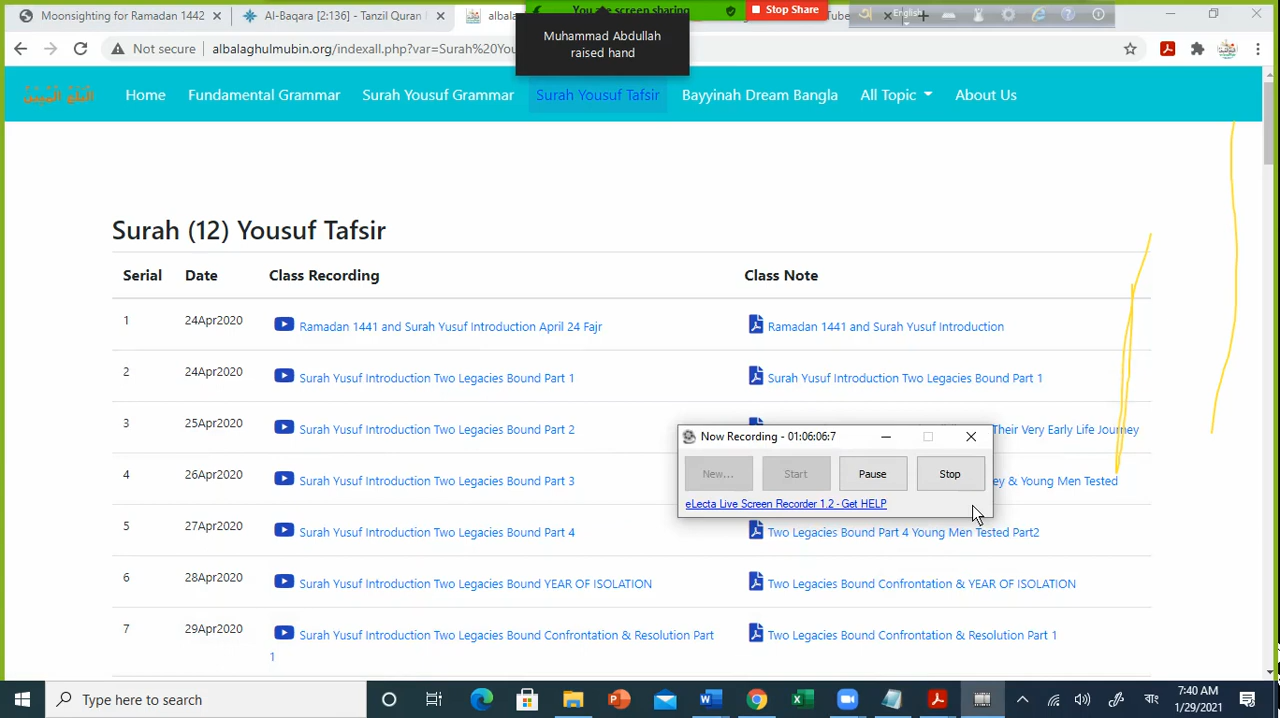 Moonsighting for Ramadan 1442
Al-Baqara [2:136] - Tanzil Quran
albala
You are screen sharing
Stop Share
English
Muhammad Abdullah
raised hand
Not secure
albalaghulmubin.org/indexall.php?var=Surah%20You
Home
Fundamental Grammar
Surah Yousuf Grammar
Surah Yousuf Tafsir
Bayyinah Dream Bangla
All Topic
About Us
Surah (12) Yousuf Tafsir
Serial Date Class Recording Class Note
1 24Apr2020 Ramadan 1441 and Surah Yusuf Introduction April 24 Fajr Ramadan 1441 and Surah Yusuf Introduction
2 24Apr2020 Surah Yusuf Introduction Two Legacies Bound Part 1 Surah Yusuf Introduction Two Legacies Bound Part 1
3 25Apr2020 Surah Yusuf Introduction Two Legacies Bound Part 2 Their Very Early Life Journey
4 26Apr2020 Surah Yusuf Introduction Two Legacies Bound Part 3 ey & Young Men Tested
5 27Apr2020 Surah Yusuf Introduction Two Legacies Bound Part 4 Two Legacies Bound Part 4 Young Men Tested Part2
6 28Apr2020 Surah Yusuf Introduction Two Legacies Bound YEAR OF ISOLATION Two Legacies Bound Confrontation & YEAR OF ISOLATION
7 29Apr2020 Surah Yusuf Introduction Two Legacies Bound Confrontation & Resolution Part Two Legacies Bound Confrontation & Resolution Part 1
1
Now Recording - 01:06:06:7
New... Start Pause Stop
eLecta Live Screen Recorder 1.2 - Get HELP
Type here to search
বাং
7:40 AM
1/29/2021